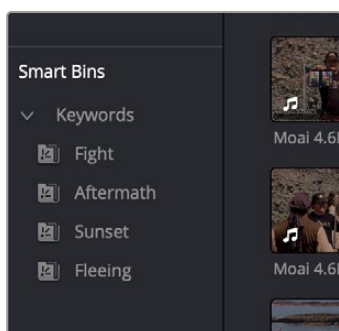 Smart Bins
Keywords
Fight
Moai 4.6
Aftermath
Sunset
Fleeing
Moai 4.6